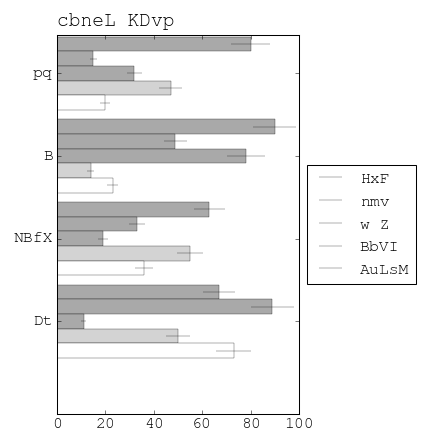 cbneL KDvp
pq
B
NBfX
Dt
0 20 40 60 80 100
HxF
nmv
w Z
BbVI
AuLsM